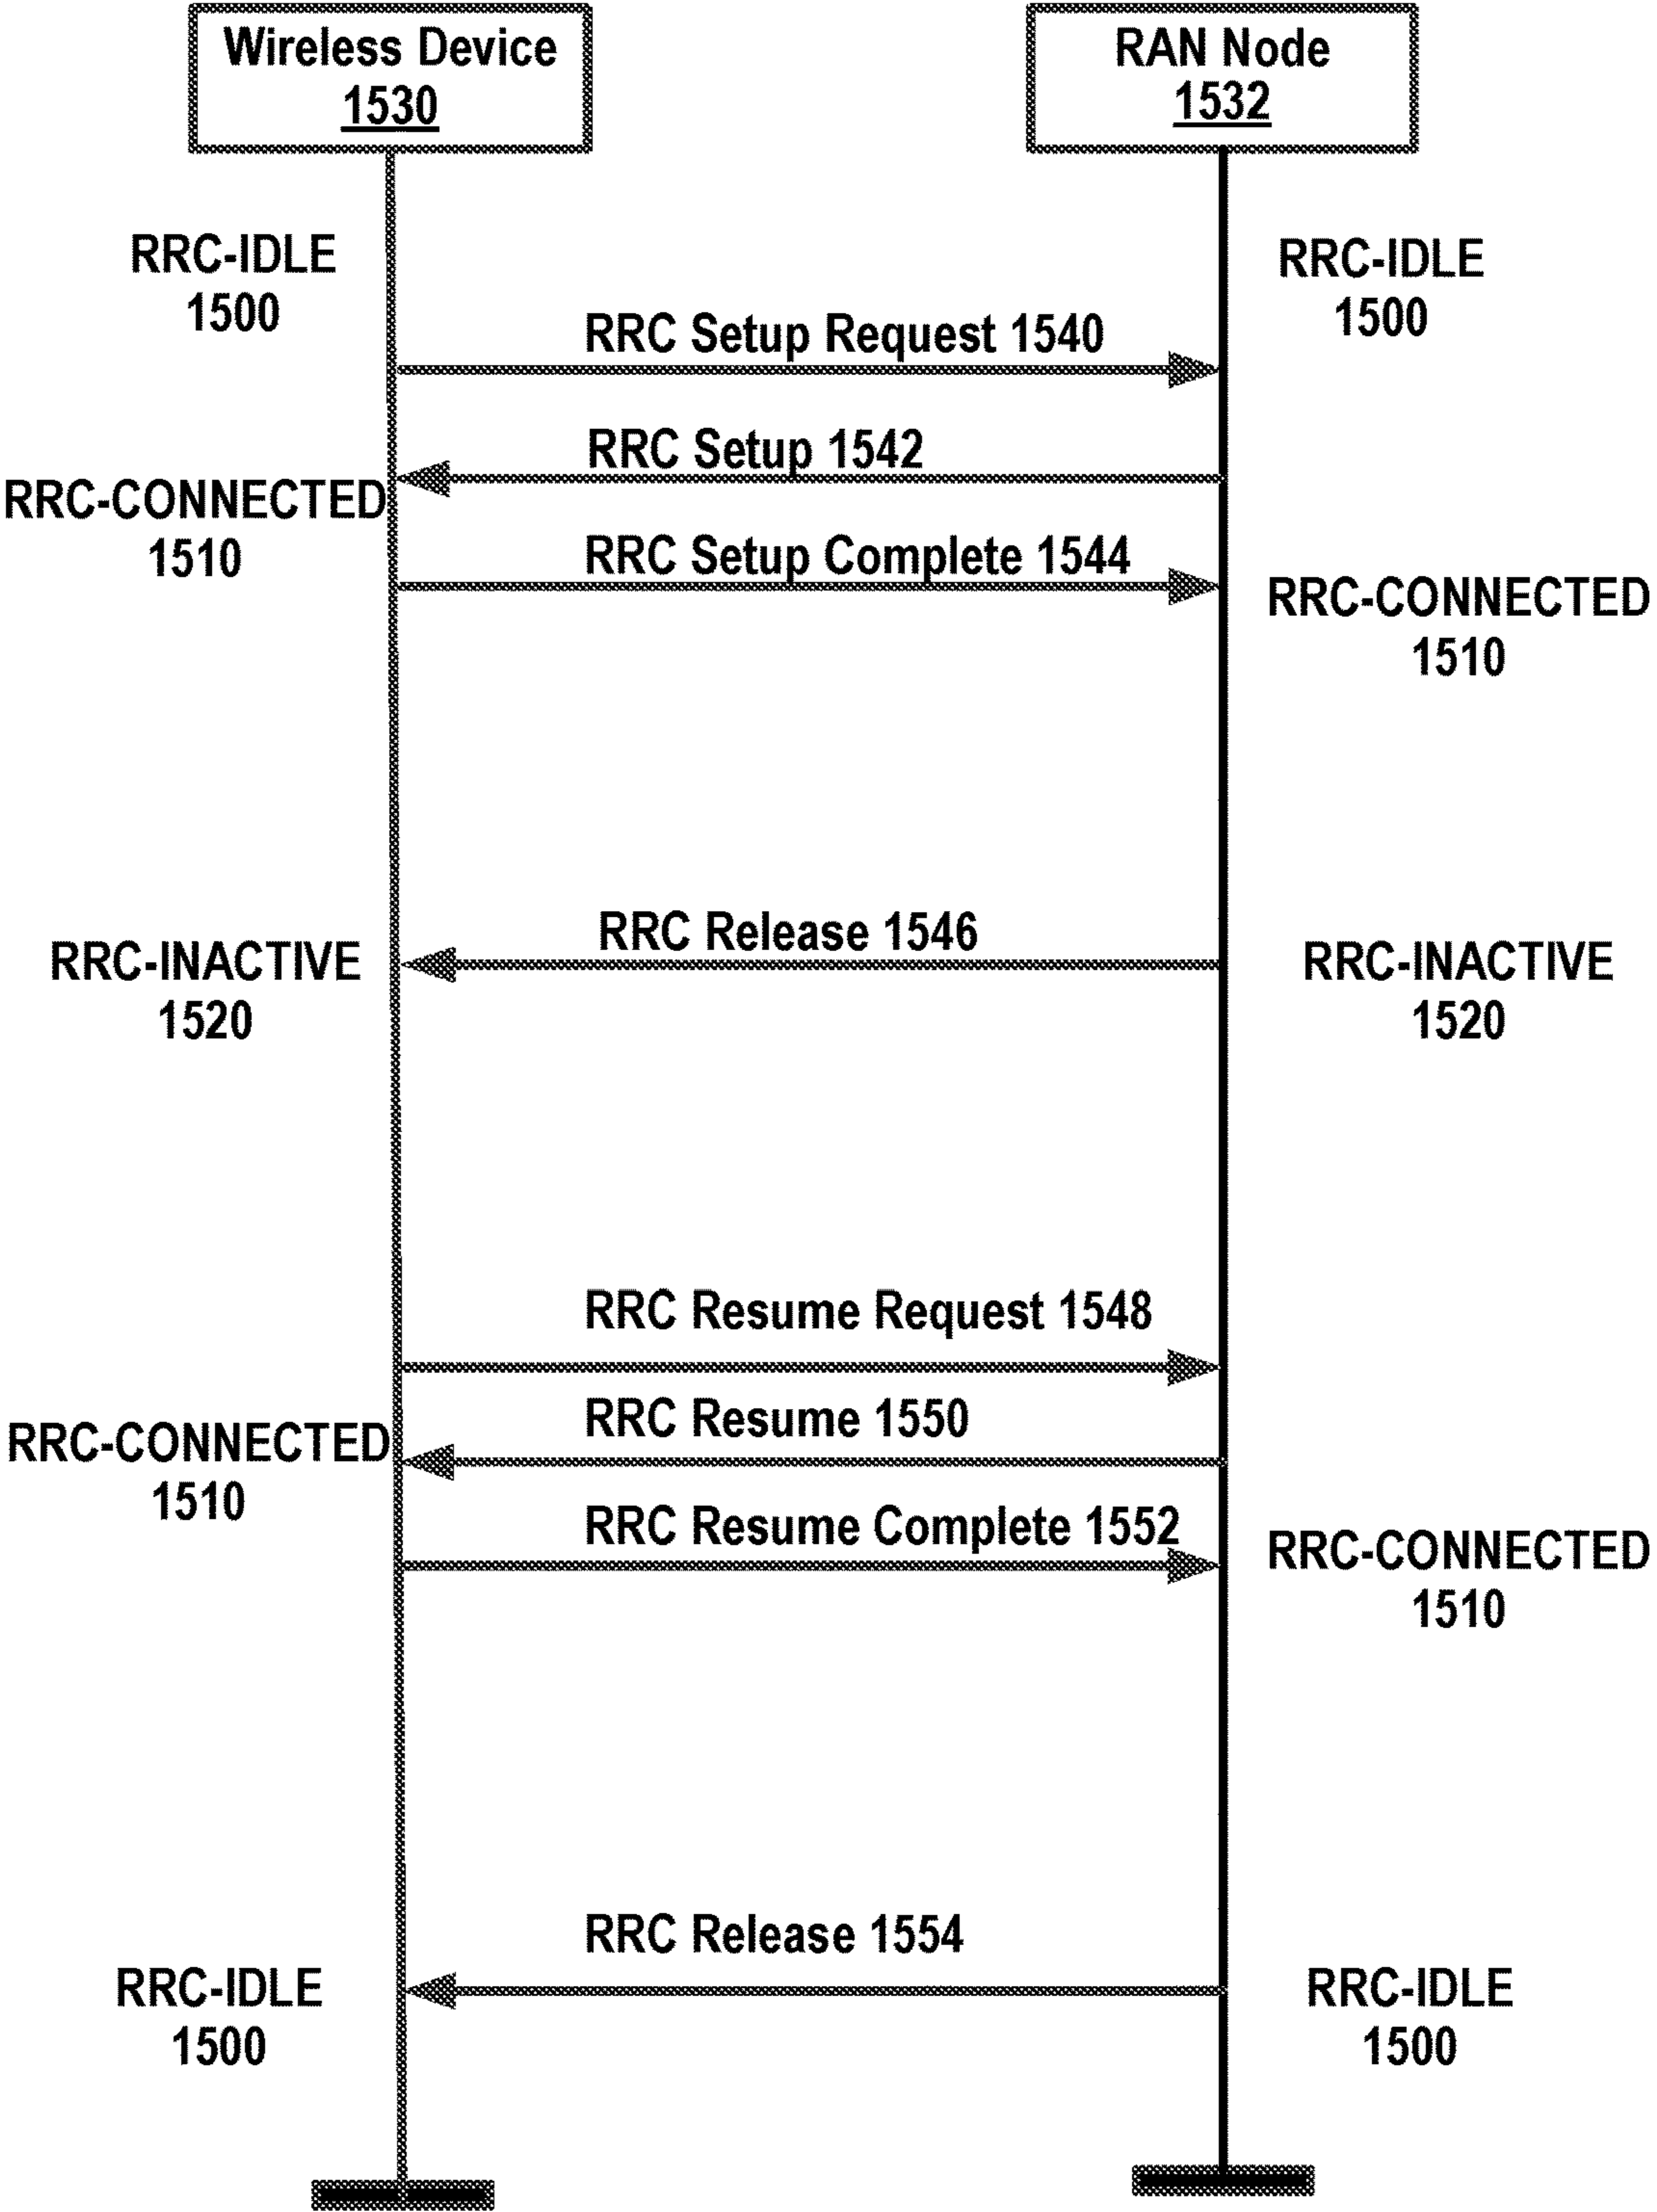 Wireless Device
1530
RAN Node
1532
RRC-IDLE
1500
RRC-IDLE
1500
RRC Setup Request 1540
RRC Setup 1542
RRC-CONNECTED
1510
RRC Setup Complete 1544
RRC-CONNECTED
1510
RRC Release 1546
RRC-INACTIVE
1520
RRC-INACTIVE
1520
RRC Resume Request 1548
RRC Resume 1550
RRC-CONNECTED
1510
RRC Resume Complete 1552
RRC-CONNECTED
1510
RRC Release 1554
RRC-IDLE
1500
RRC-IDLE
1500